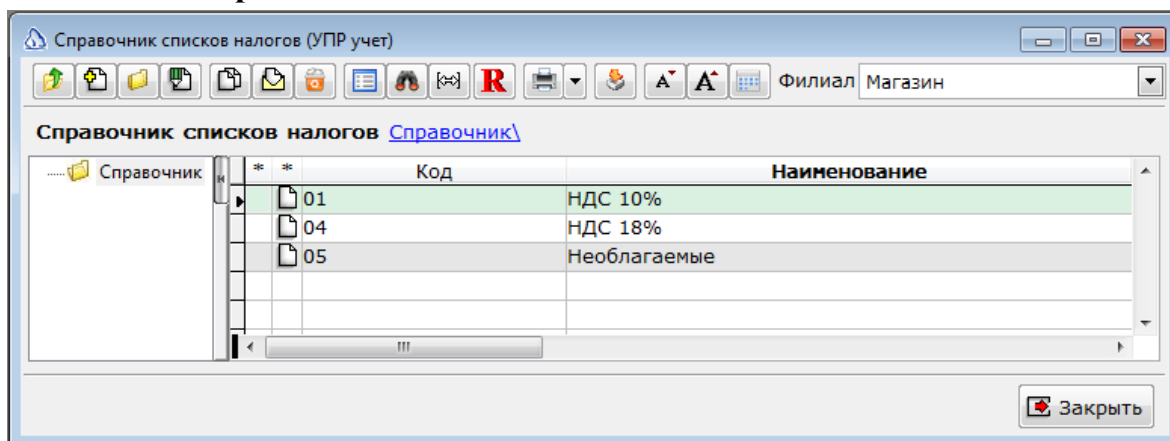 Справочник списков налогов (УПР учет)
Филиал Магазин
Справочник списков налогов Справочник\
Справочник
* * Код Наименование
01 НДС 10%
04 НДС 18%
05 Необлагаемые
Закрыть